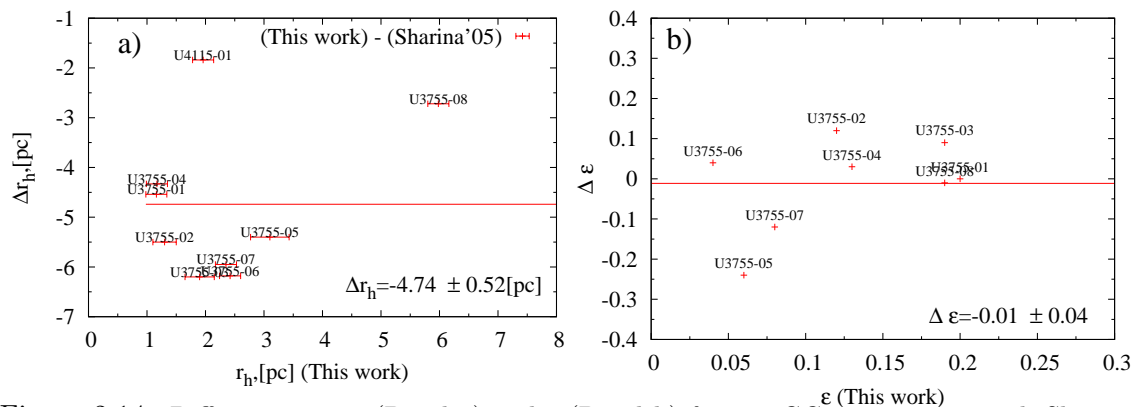 a)
(This work) - (Sharina'05)
U4115-01
U3755-08
U3755-04
U3755-01
U3755-02
U3755-05
U3755-07
U3755-06
Δr_h=-4.74 ± 0.52[pc]
-1
-2
-3
-4
-5
-6
-7
Δr_h,[pc]
0 1 2 3 4 5 6 7 8
r_h,[pc] (This work)
b)
U3755-02
U3755-03
U3755-06
U3755-04
U3755-01
U3755-08
U3755-07
U3755-05
Δ ε=-0.01 ± 0.04
0.4
0.3
0.2
0.1
0
-0.1
-0.2
-0.3
-0.4
Δ ε
0 0.05 0.1 0.15 0.2 0.25 0.3
ε (This work)